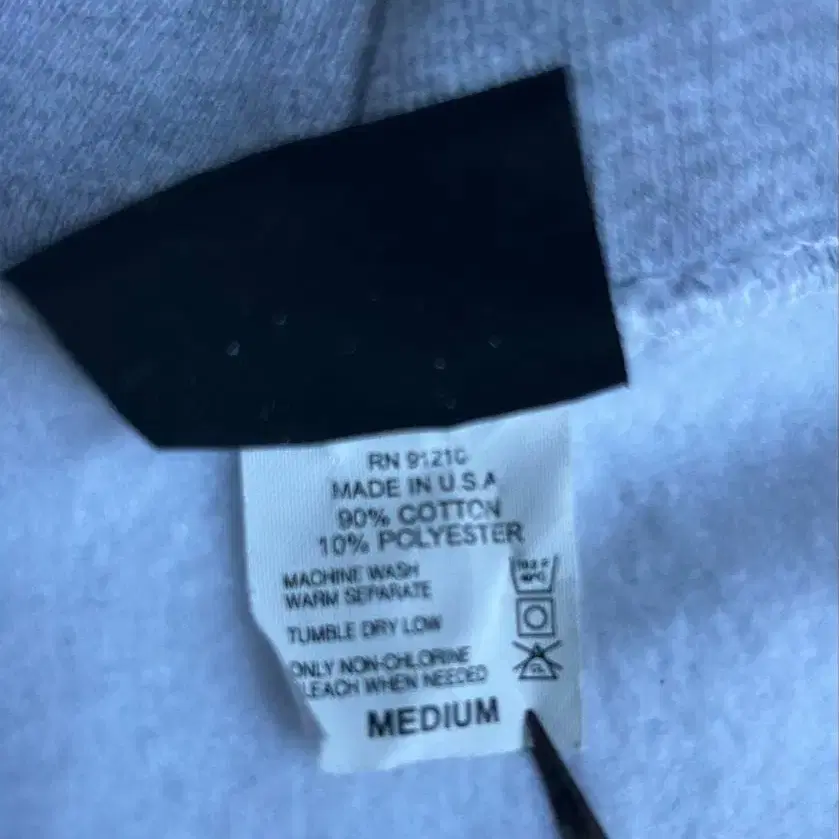 RN 91210
MADE IN U.S.A
90% COTTON
10% POLYESTER
MACHINE WASH
WARM SEPARATE
TUMBLE DRY LOW
ONLY NON-CHLORINE
LEACH WHEN NEEDED
MEDIUM